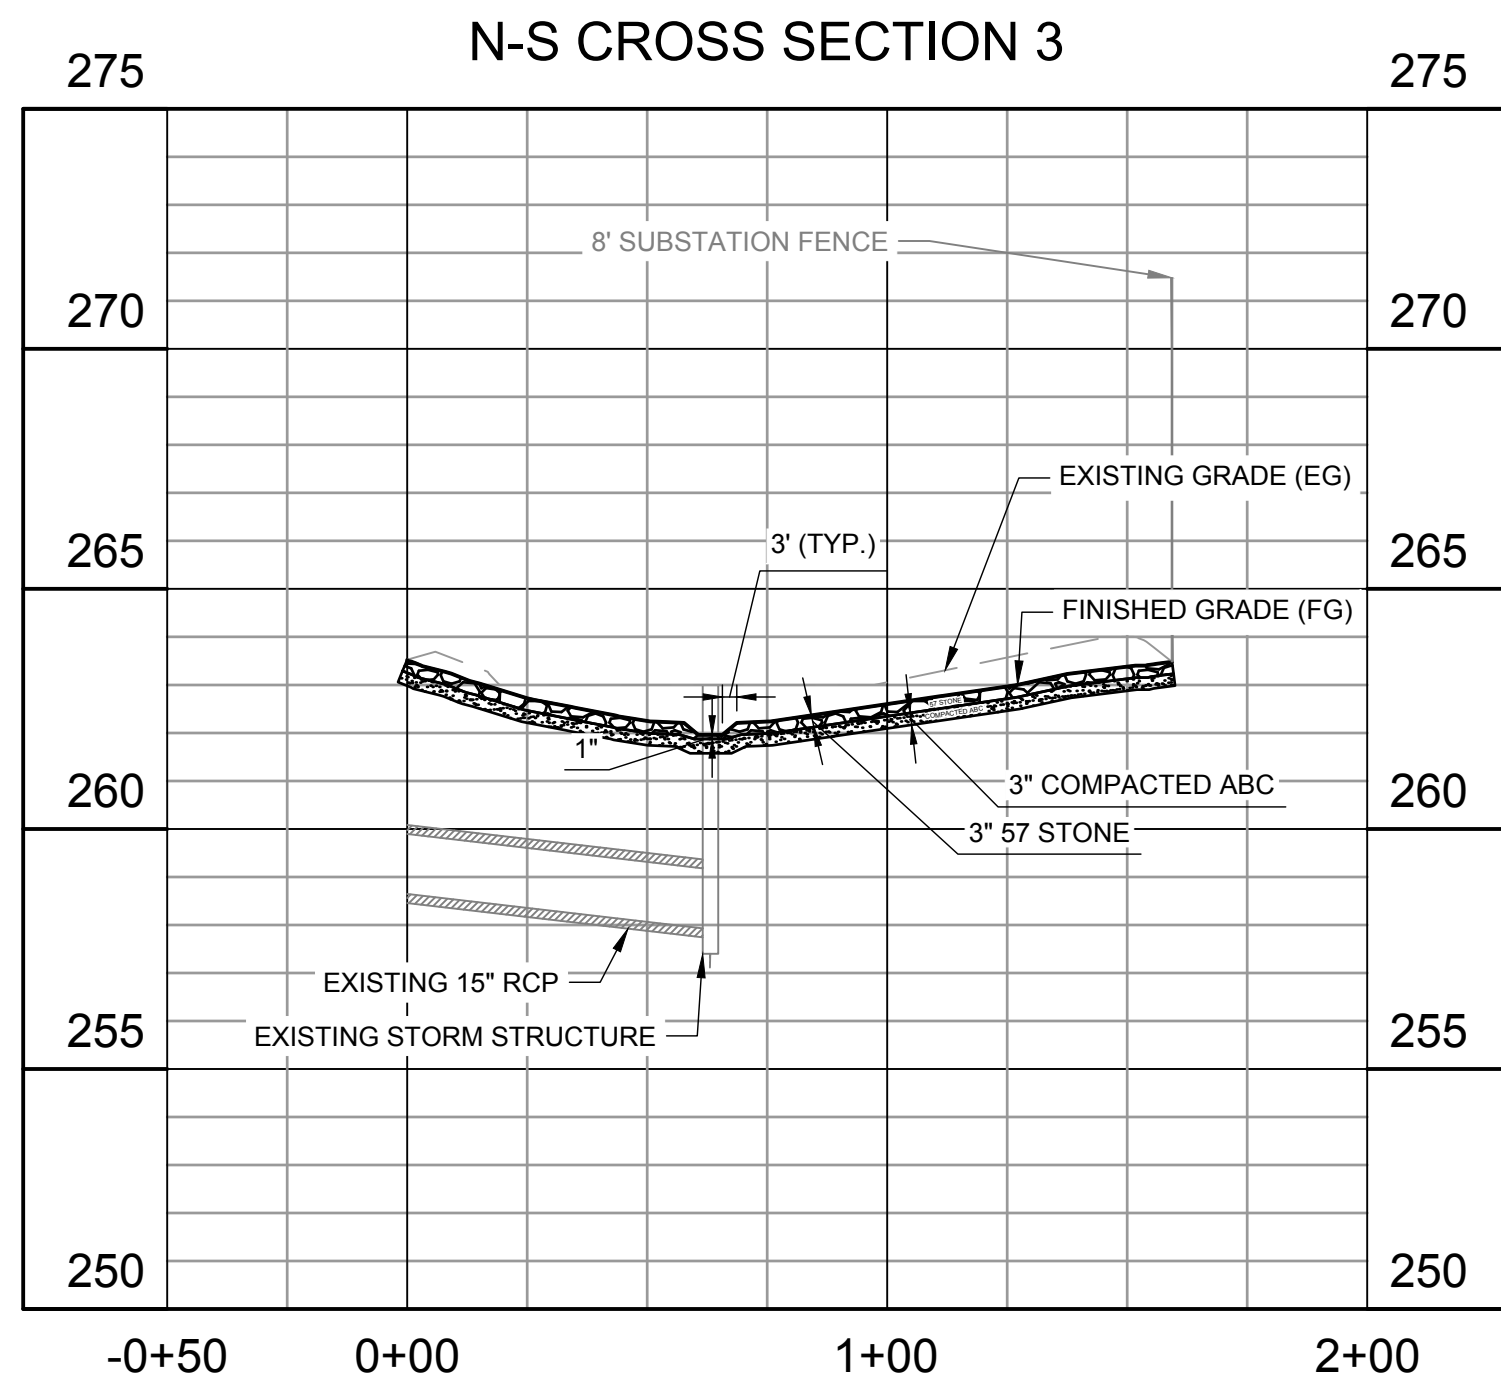 N-S CROSS SECTION 3
275 275
8' SUBSTATION FENCE
270 270
EXISTING GRADE (EG)
265 265
3' (TYP.)
FINISHED GRADE (FG)
57 STONE
COMPACTED ABC
1"
3" COMPACTED ABC
260 260
3" 57 STONE
EXISTING 15" RCP
EXISTING STORM STRUCTURE
255 255
250 250
-0+50 0+00 1+00 2+00